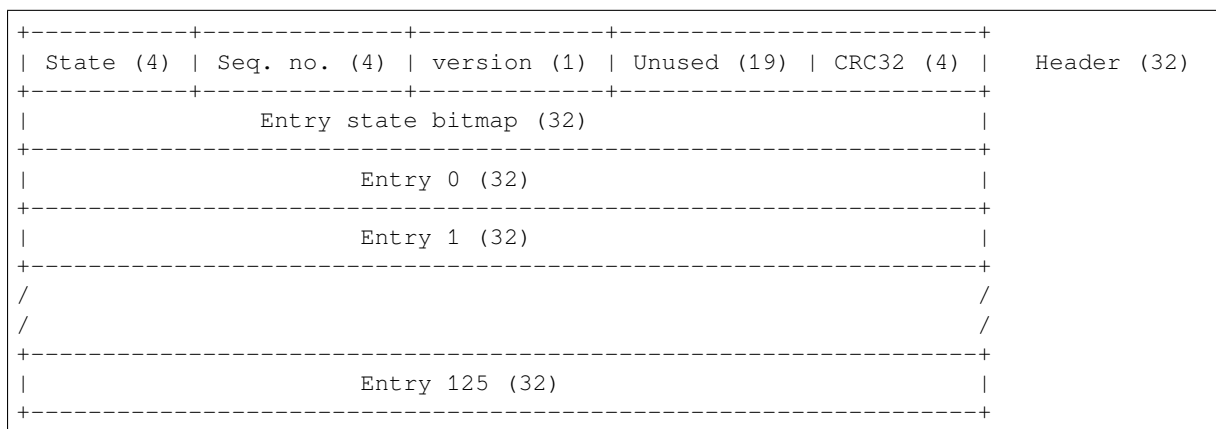 +-----------+--------------+-------------+-------------------------+
| State (4) | Seq. no. (4) | version (1) | Unused (19) | CRC32 (4) |   Header (32)
+-----------+--------------+-------------+-------------------------+
|                Entry state bitmap (32)                           |
+------------------------------------------------------------------+
|                       Entry 0 (32)                               |
+------------------------------------------------------------------+
|                       Entry 1 (32)                               |
+------------------------------------------------------------------+
/                                                                  /
/                                                                  /
+------------------------------------------------------------------+
|                       Entry 125 (32)                             |
+------------------------------------------------------------------+